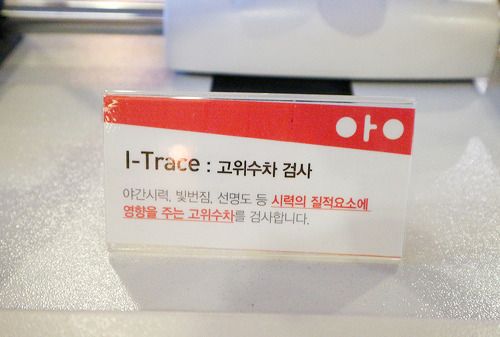 아이
I-Trace : 고위수차 검사
야간시력, 빛번짐, 선명도 등 시력의 질적요소에
영향을 주는 고위수차를 검사합니다.